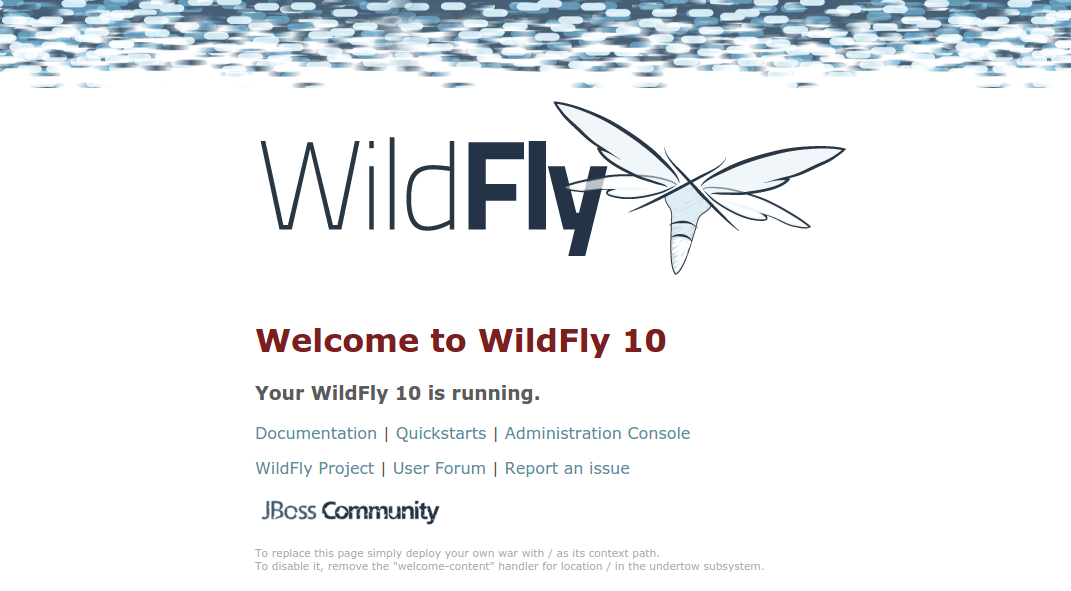 WildFly
Welcome to WildFly 10
Your WildFly 10 is running.
Documentation | Quickstarts | Administration Console
WildFly Project | User Forum | Report an issue
JBoss Community
To replace this page simply deploy your own war with / as its context path.
To disable it, remove the "welcome-content" handler for location / in the undertow subsystem.